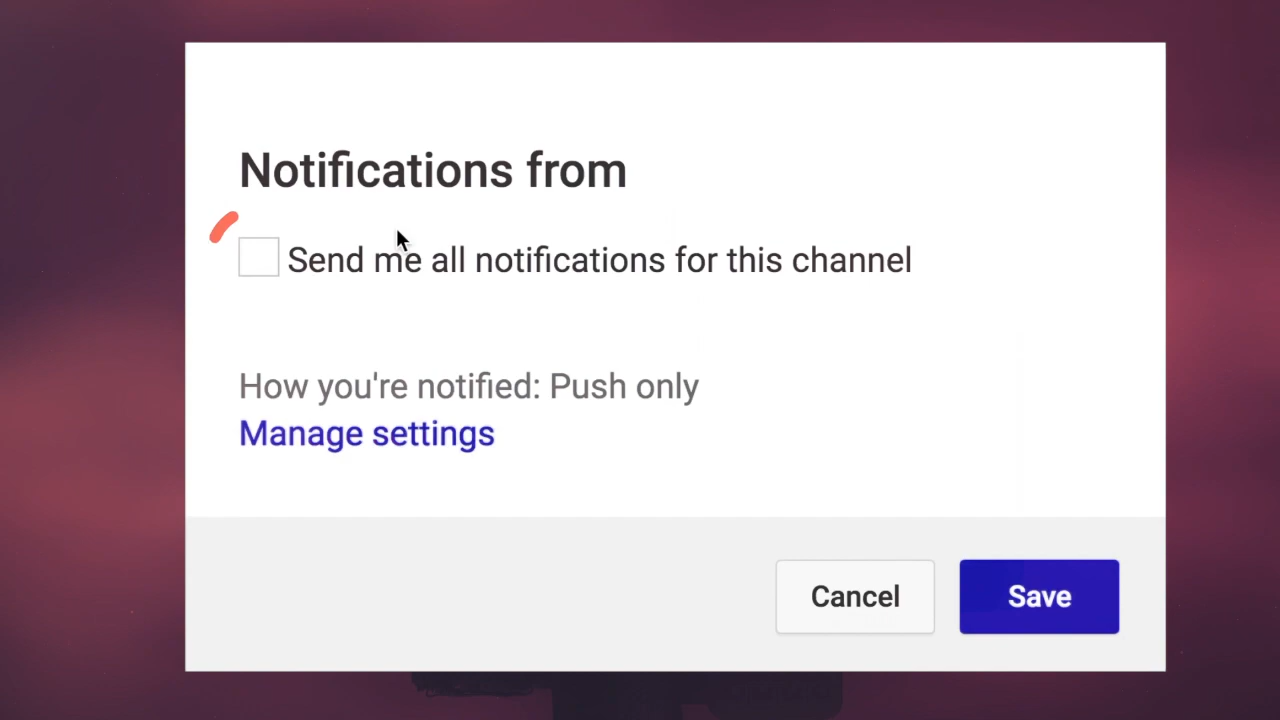 Notifications from
Send me all notifications for this channel
How you're notified: Push only
Manage settings
Cancel
Save